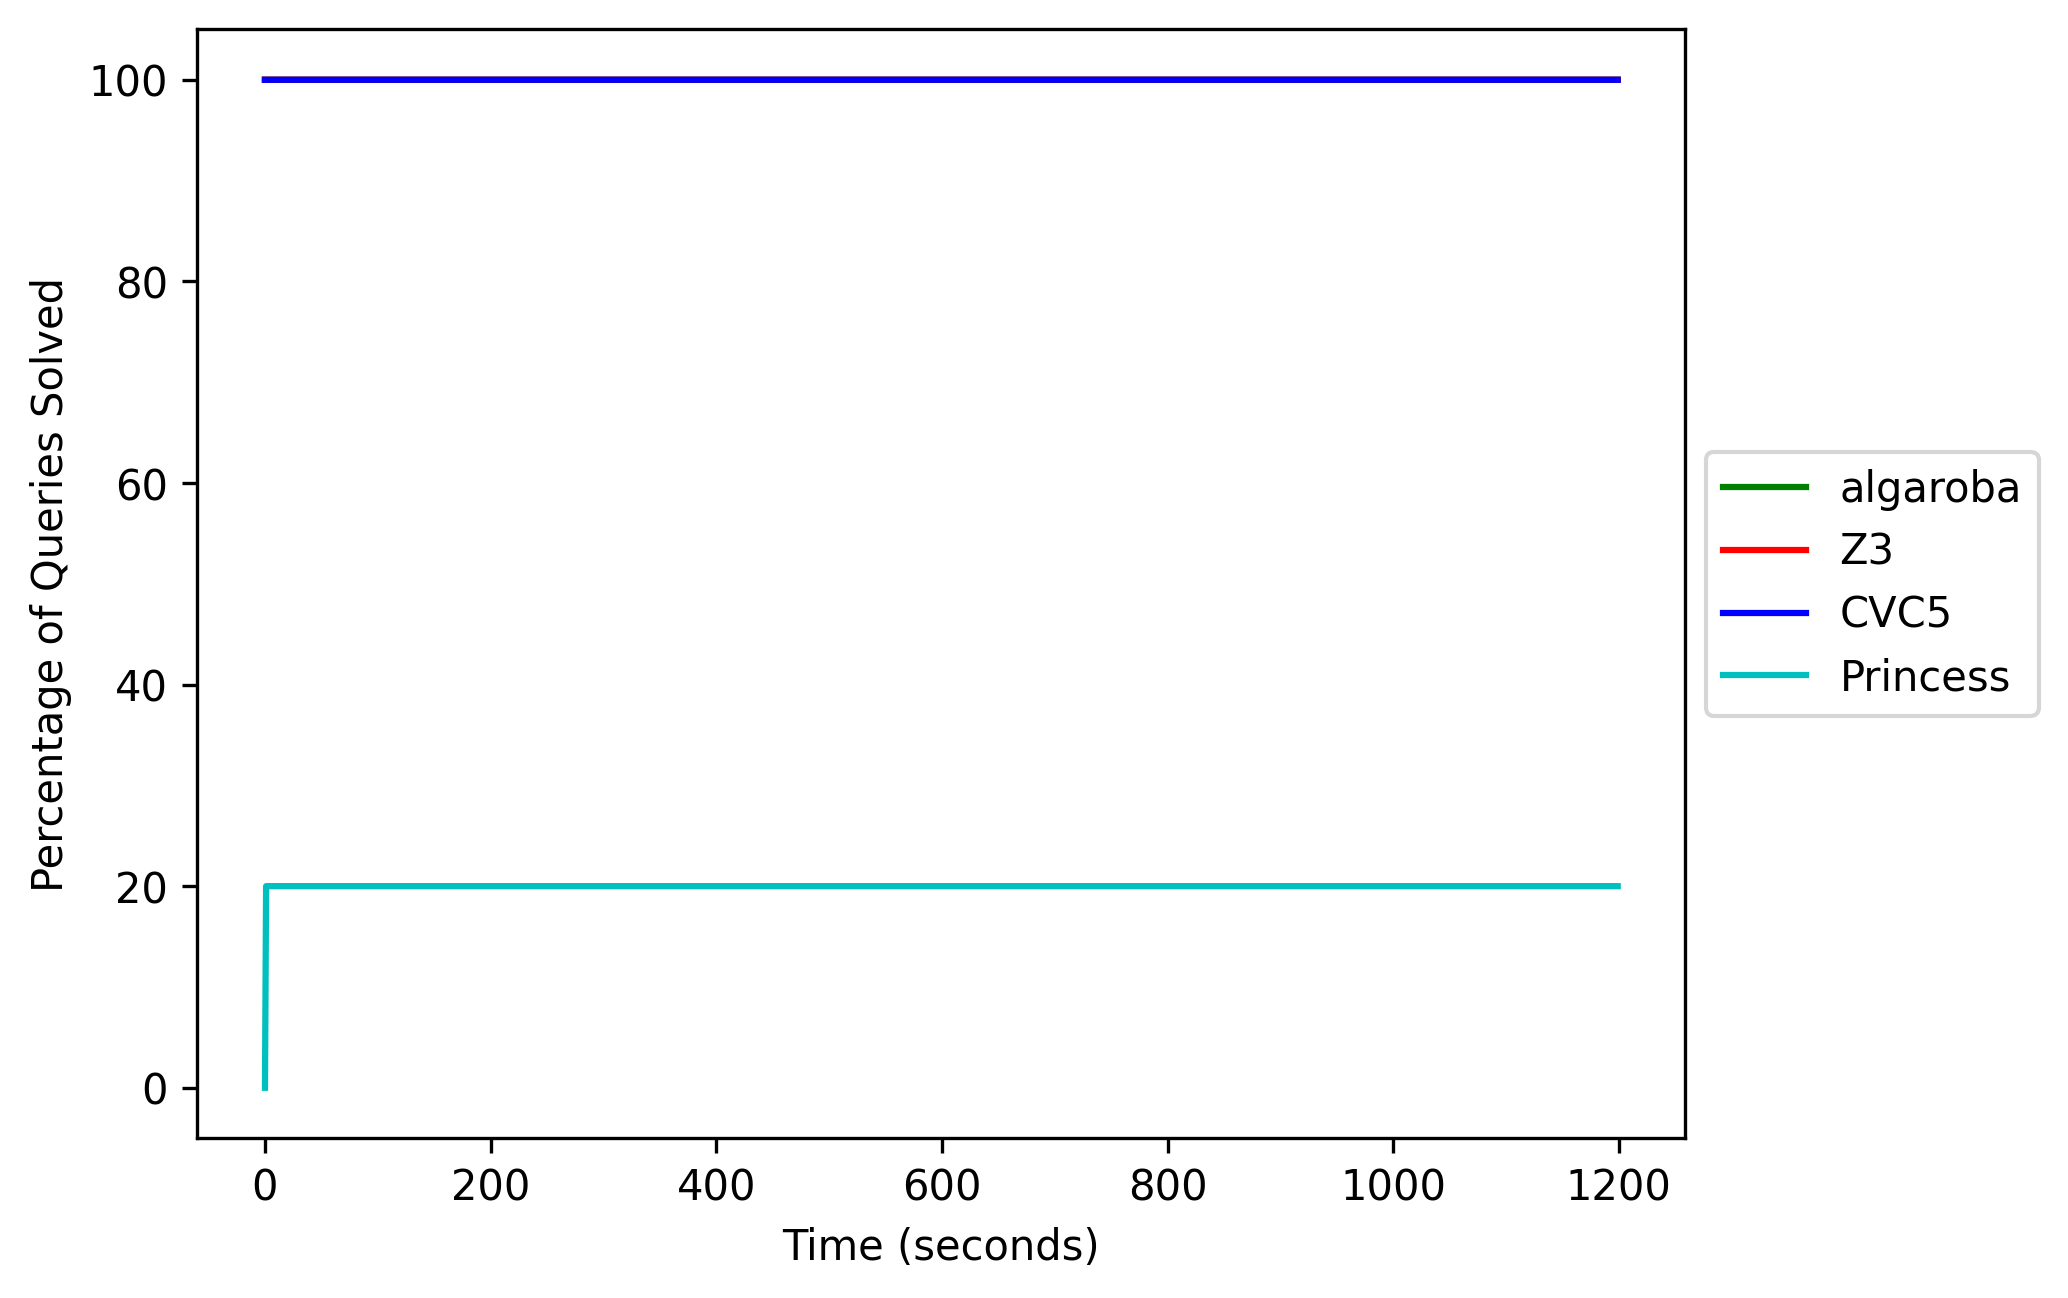 Percentage of Queries Solved
100
80
60
40
20
0
0 200 400 600 800 1000 1200
Time (seconds)
algaroba
Z3
CVC5
Princess